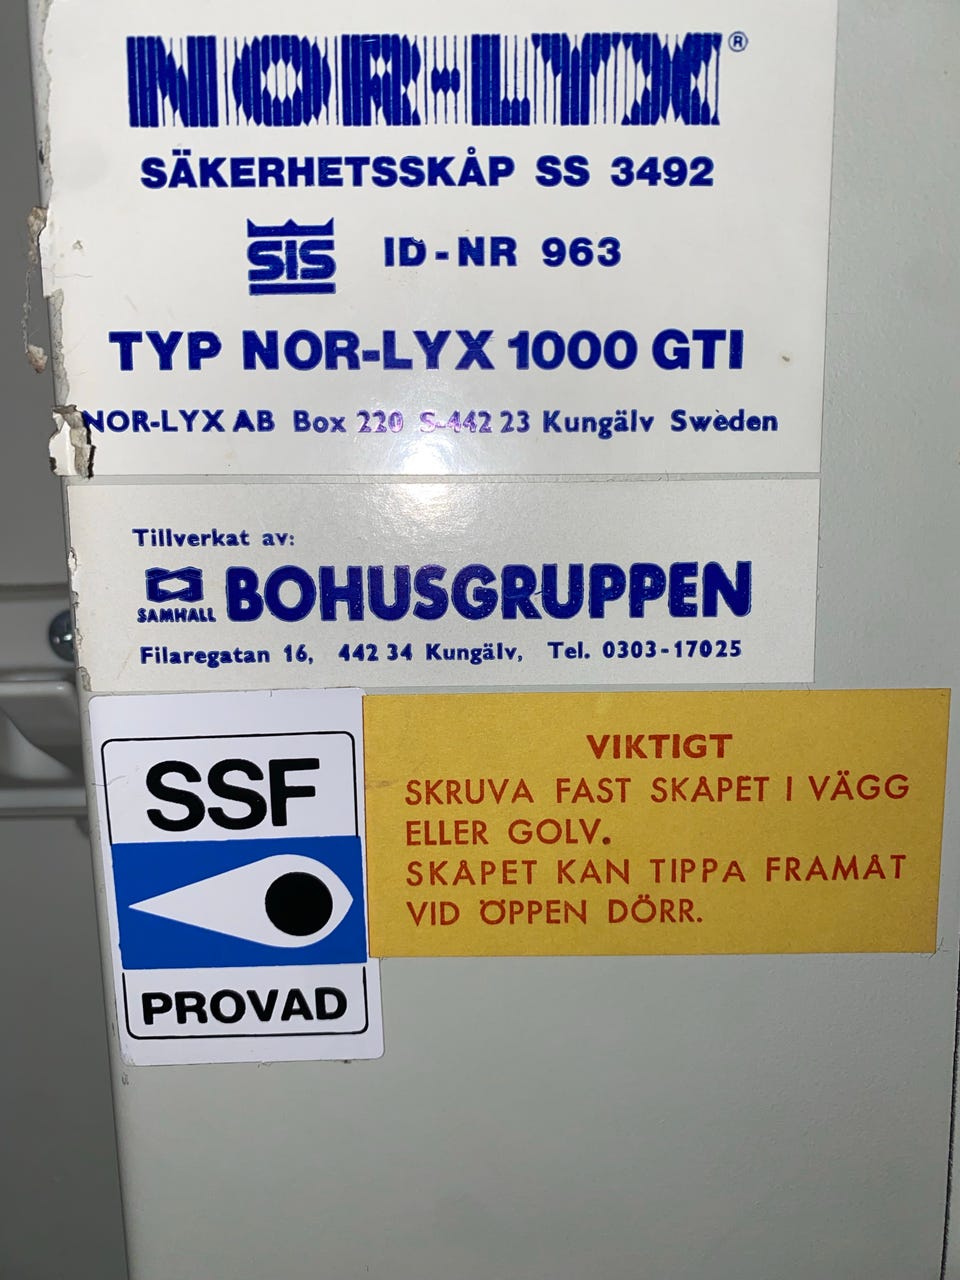 NOR-LYX®
SÄKERHETSSKÅP SS 3492
SIS ID-NR 963
TYP NOR-LYX 1000 GTI
NOR-LYX AB Box 220 S-442 23 Kungälv Sweden
Tillverkat av:
SAMHALL BOHUSGRUPPEN
Filaregatan 16, 442 34 Kungälv, Tel. 0303-17025
SSF
PROVAD
VIKTIGT
SKRUVA FAST SKÅPET I VÄGG
ELLER GOLV.
SKÅPET KAN TIPPA FRAMÅT
VID ÖPPEN DÖRR.